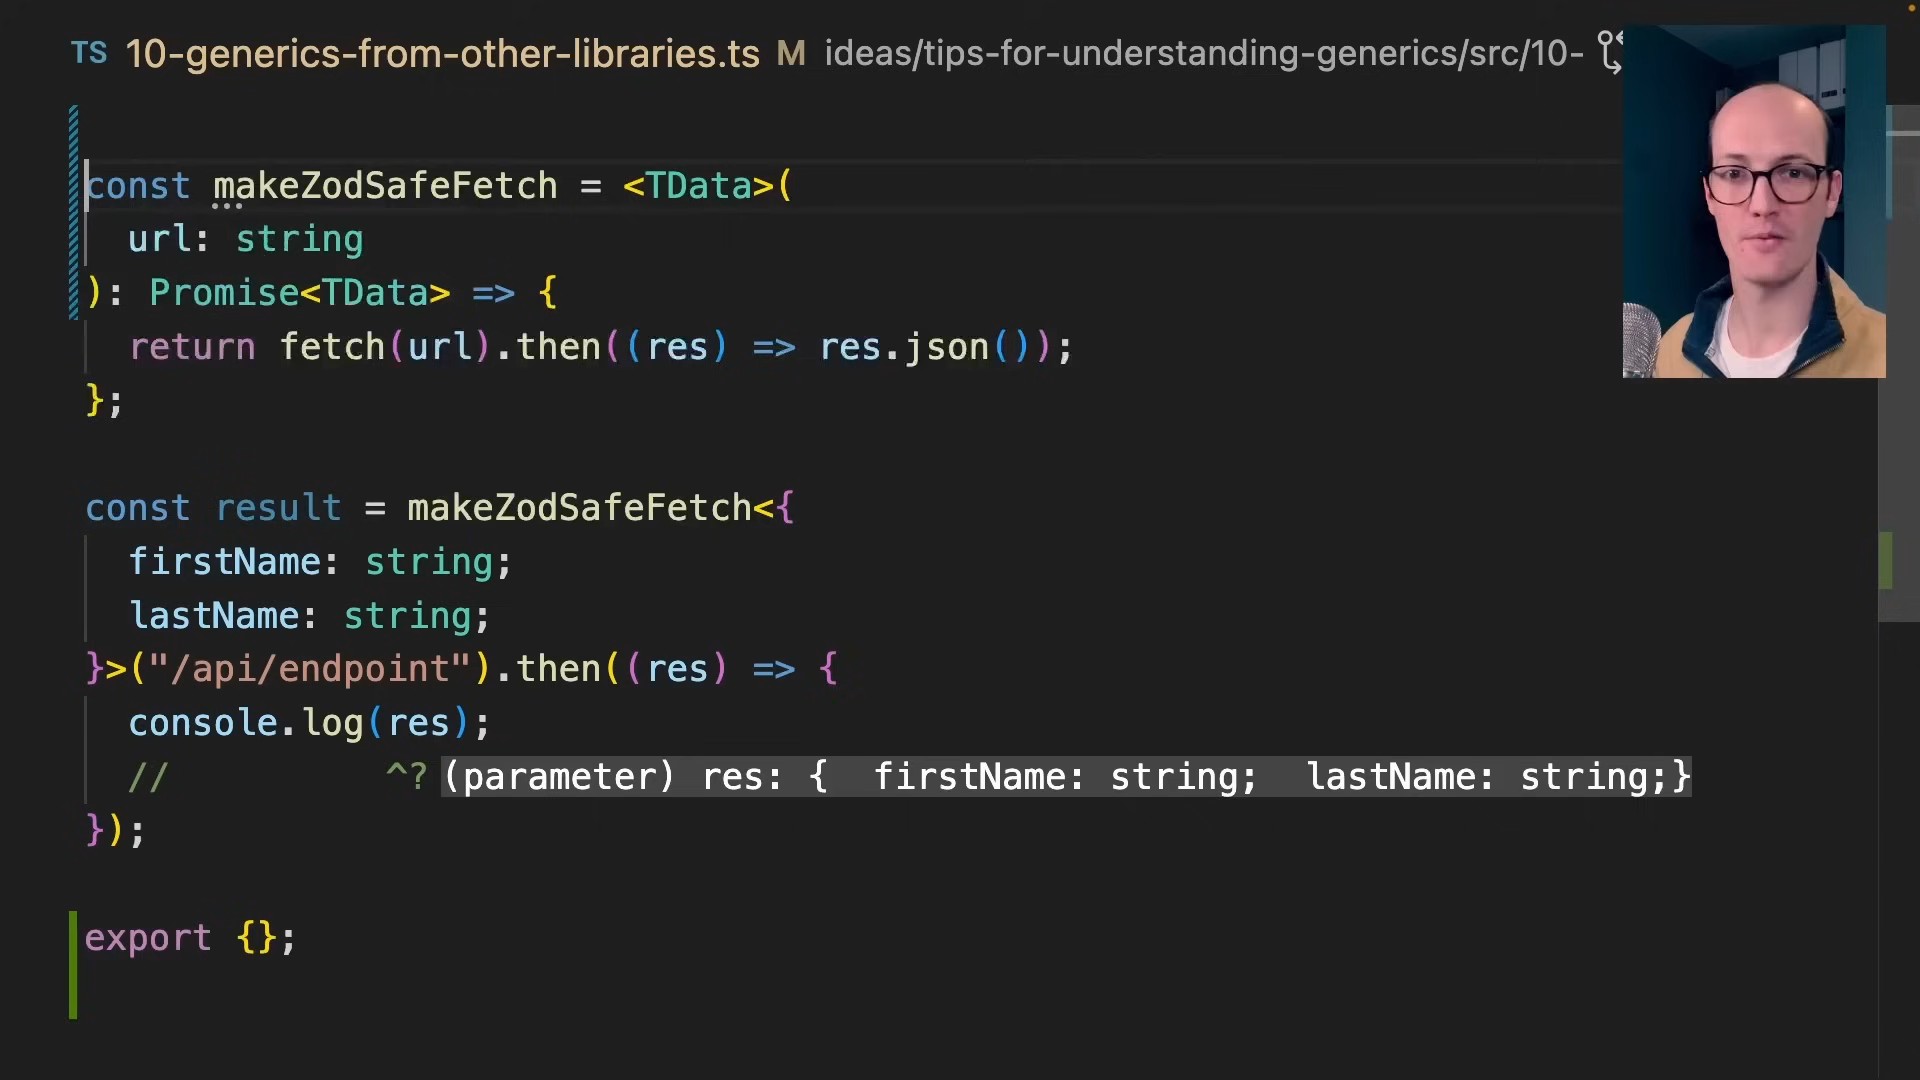 TS 10-generics-from-other-libraries.ts M ideas/tips-for-understanding-generics/src/10-
const makeZodSafeFetch = <TData>(
  url: string
): Promise<TData> => {
  return fetch(url).then((res) => res.json());
};
const result = makeZodSafeFetch<{
  firstName: string;
  lastName: string;
}>("/api/endpoint").then((res) => {
  console.log(res);
  //          ^? (parameter) res: {  firstName: string;  lastName: string;}
});
export {};